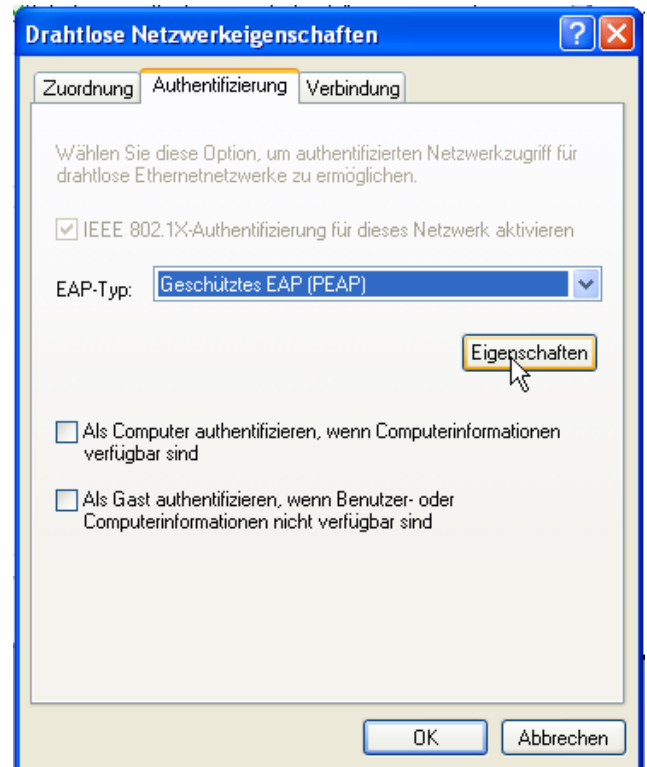 Drahtlose Netzwerkeigenschaften
Zuordnung Authentifizierung Verbindung
Wählen Sie diese Option, um authentifizierten Netzwerkzugriff für
drahtlose Ethernetnetzwerke zu ermöglichen.
IEEE 802.1X-Authentifizierung für dieses Netzwerk aktivieren
EAP-Typ: Geschütztes EAP (PEAP)
Eigenschaften
Als Computer authentifizieren, wenn Computerinformationen
verfügbar sind
Als Gast authentifizieren, wenn Benutzer- oder
Computerinformationen nicht verfügbar sind
OK Abbrechen